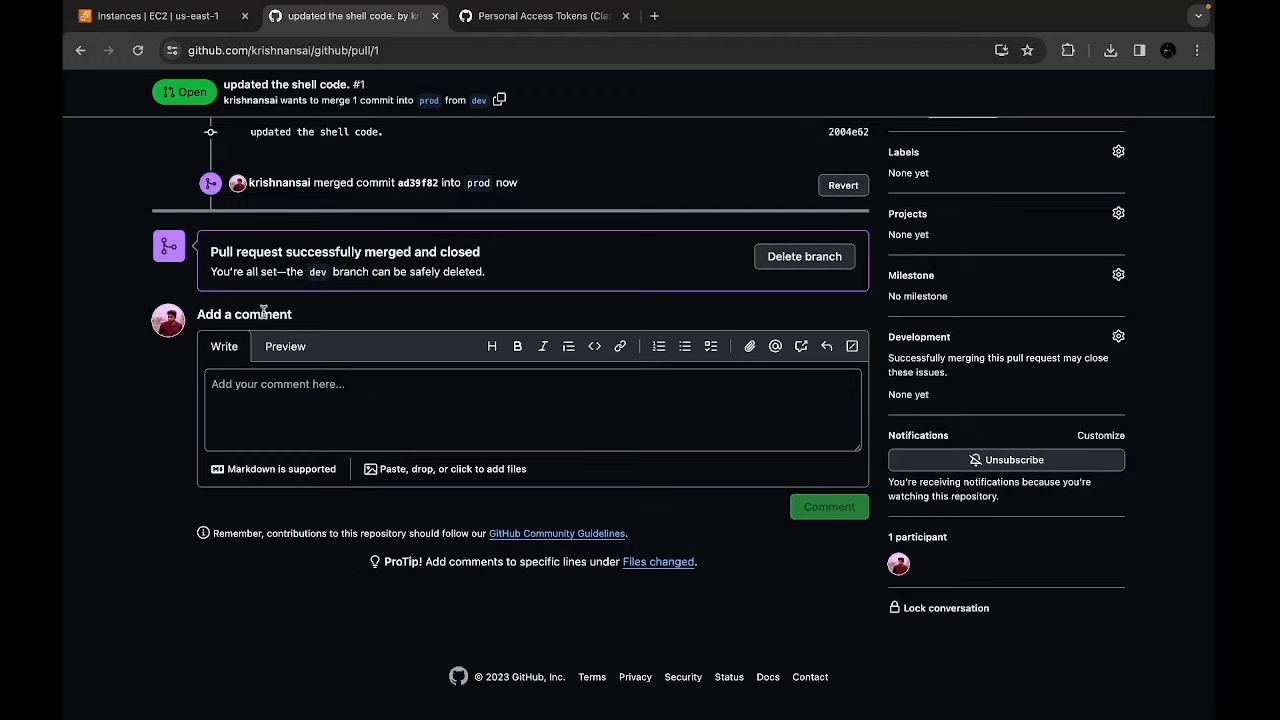 Instances | EC2 | us-east-1
updated the shell code. by kr
Personal Access Tokens (Cla
github.com/krishnansai/github/pull/1
Open
updated the shell code. #1
krishnansai wants to merge 1 commit into prod from dev
updated the shell code.
2004e62
krishnansai merged commit ad39f82 into prod now
Revert
Pull request successfully merged and closed
You're all set—the dev branch can be safely deleted.
Delete branch
Add a comment
Write
Preview
Add your comment here...
Markdown is supported
Paste, drop, or click to add files
Comment
Remember, contributions to this repository should follow our GitHub Community Guidelines.
ProTip! Add comments to specific lines under Files changed.
Labels
None yet
Projects
None yet
Milestone
No milestone
Development
Successfully merging this pull request may close
these issues.
None yet
Notifications
Customize
Unsubscribe
You're receiving notifications because you're
watching this repository.
1 participant
Lock conversation
© 2023 GitHub, Inc.
Terms
Privacy
Security
Status
Docs
Contact